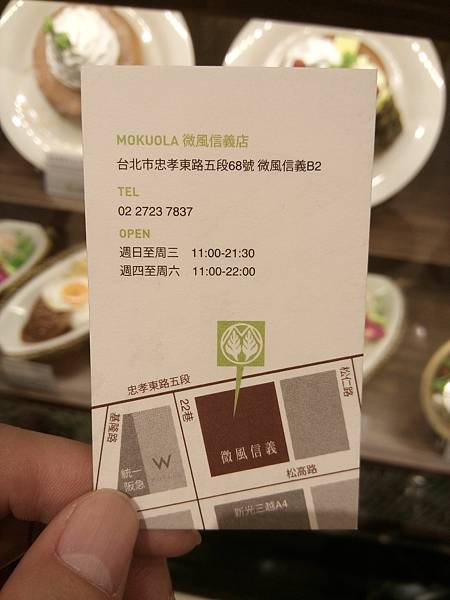 MOKUOLA 微風信義店
台北市忠孝東路五段68號 微風信義B2
TEL
02 2723 7837
OPEN
週日至周三 11:00-21:30
週四至周六 11:00-22:00
忠孝東路五段
22巷
松仁路
基隆路
統一
阪急
W
微風信義
松高路
新光三越A4